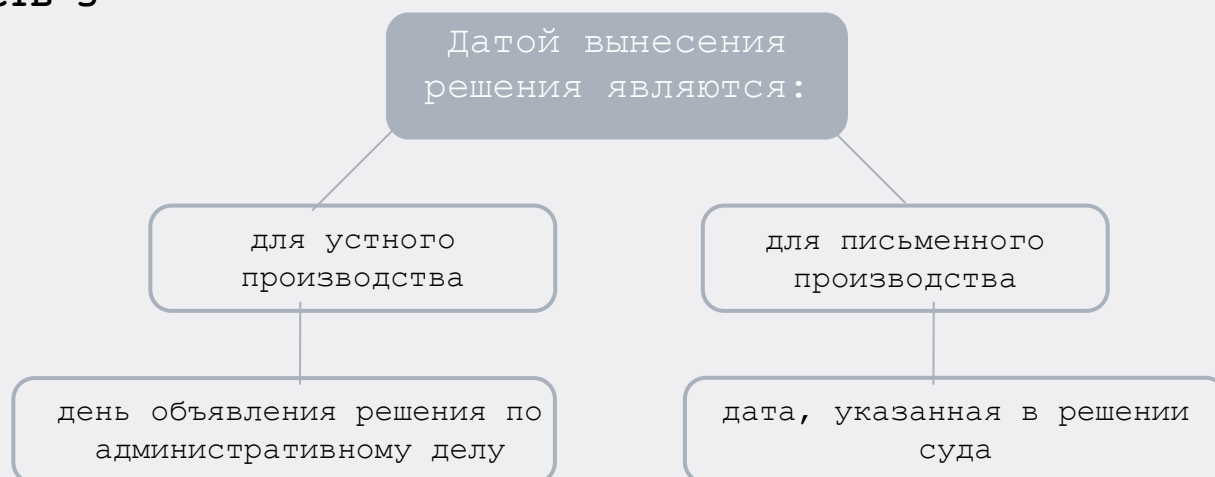 Датой вынесения
решения являются:
для устного
производства
для письменного
производства
день объявления решения по
административному делу
дата, указанная в решении
суда